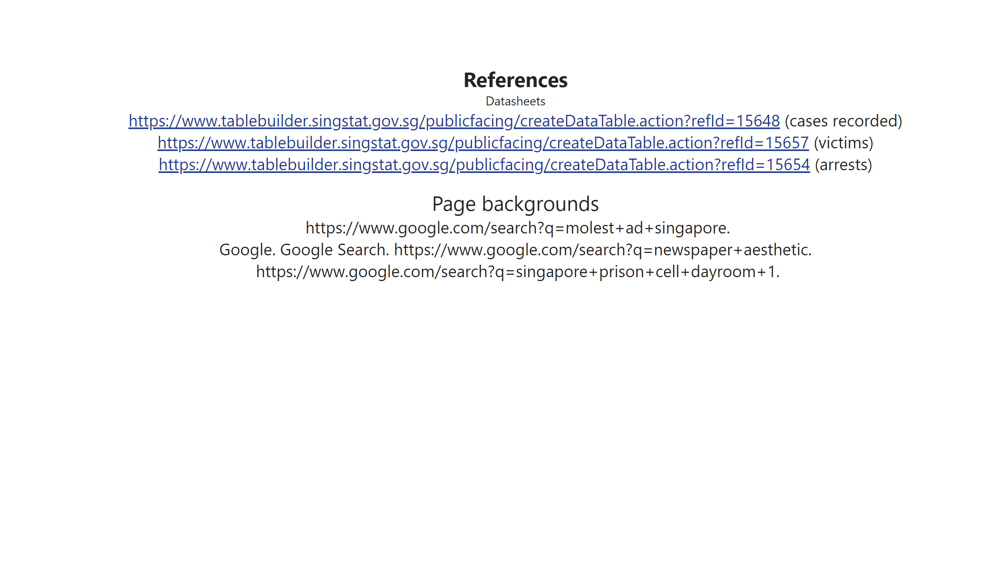 References
Datasheets
https://www.tablebuilder.singstat.gov.sg/publicfacing/createDataTable.action?refId=15648 (cases recorded)
https://www.tablebuilder.singstat.gov.sg/publicfacing/createDataTable.action?refId=15657 (victims)
https://www.tablebuilder.singstat.gov.sg/publicfacing/createDataTable.action?refId=15654 (arrests)
Page backgrounds
https://www.google.com/search?q=molest+ad+singapore.
Google. Google Search. https://www.google.com/search?q=newspaper+aesthetic.
https://www.google.com/search?q=singapore+prison+cell+dayroom+1.